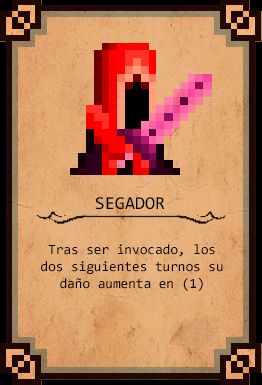 SEGADOR
Tras ser invocado, los
dos siguientes turnos su
daño aumenta en (1)